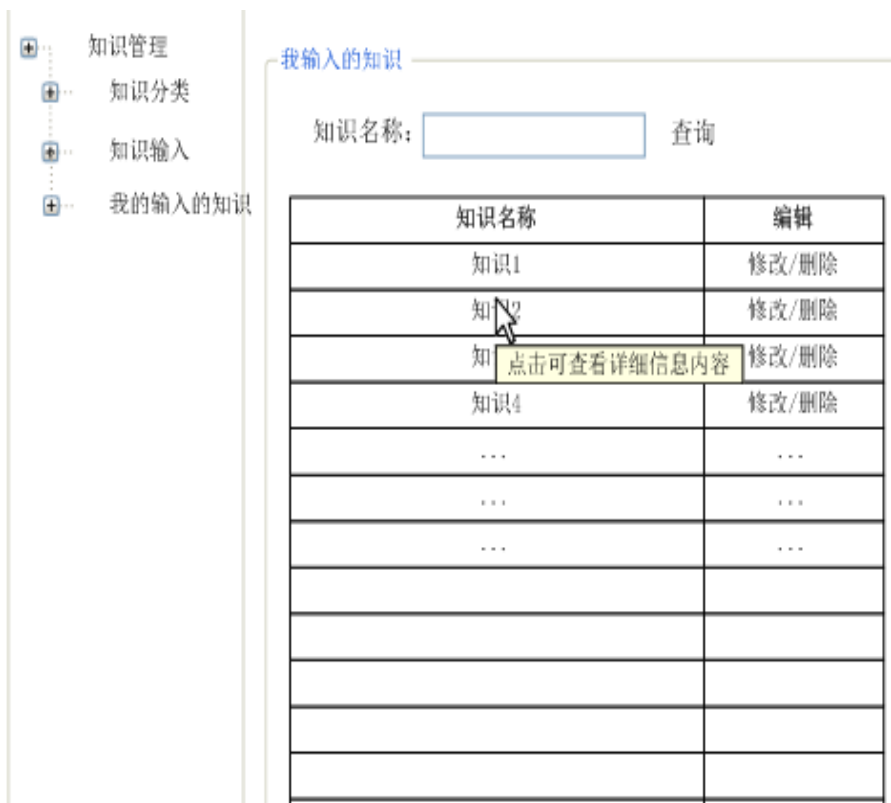 知识管理
知识分类
知识输入
我的输入的知识
我输入的知识
知识名称： 查询
知识名称 编辑
知识1 修改/删除
知 2 修改/删除
知 修改/删除
点击可查看详细信息内容
知识4 修改/删除
... ...
... ...
... ...